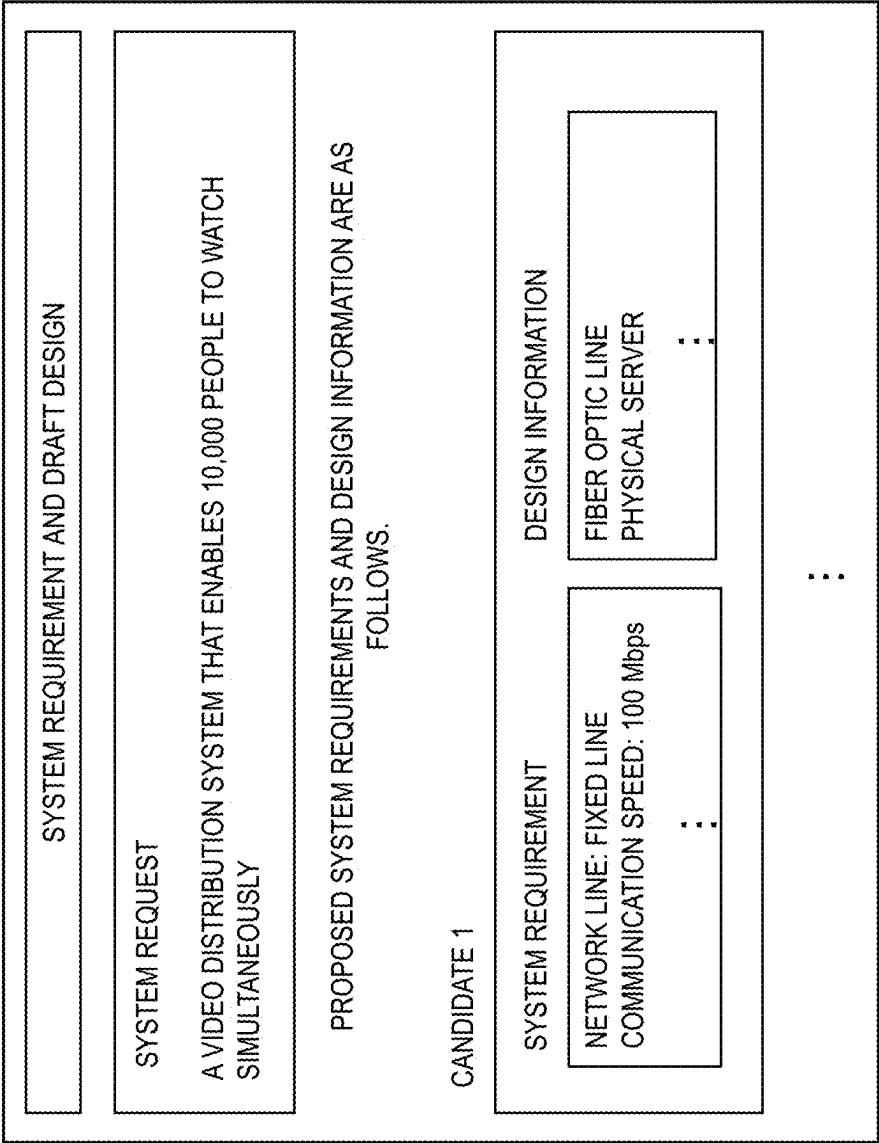 SYSTEM REQUIREMENT AND DRAFT DESIGN
SYSTEM REQUEST
A VIDEO DISTRIBUTION SYSTEM THAT ENABLES 10,000 PEOPLE TO WATCH
SIMULTANEOUSLY
PROPOSED SYSTEM REQUIREMENTS AND DESIGN INFORMATION ARE AS
FOLLOWS.
CANDIDATE 1
SYSTEM REQUIREMENT
NETWORK LINE: FIXED LINE
COMMUNICATION SPEED: 100 Mbps
⋮
DESIGN INFORMATION
FIBER OPTIC LINE
PHYSICAL SERVER
⋮
⋮